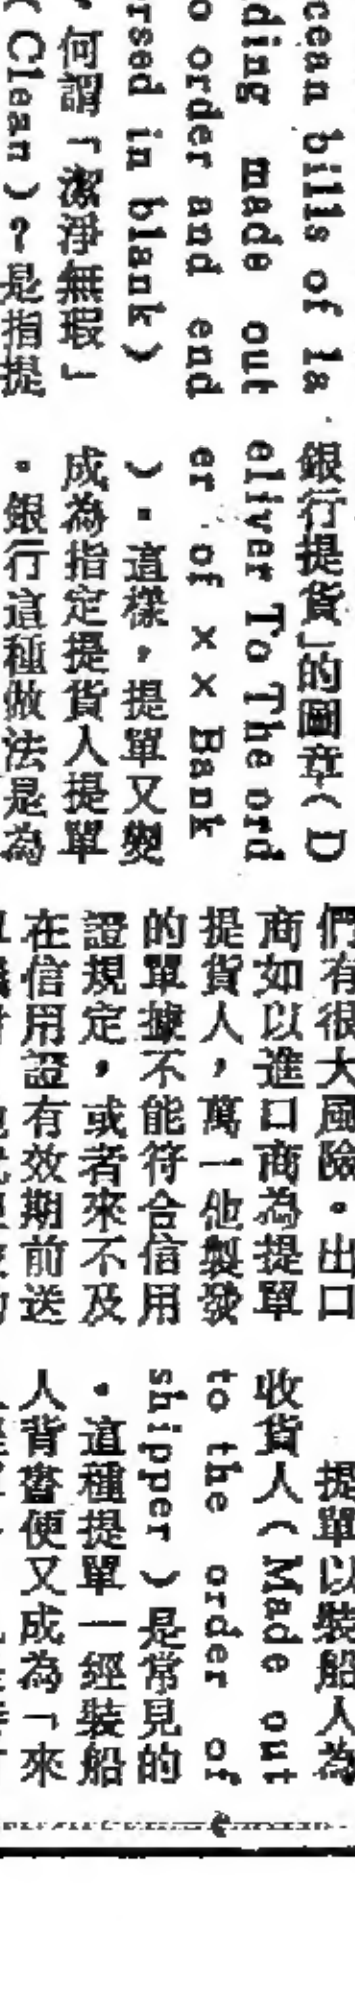 cean bills of la
ding made out
o order and end
rsed in blank）
何謂「潔淨無瑕」
（Clean）？是指提
銀行提貨」的圖章（D
eliver To The ord
er of ×× Bank
）。這樣，提單又變
成為指定提貨人提單
。銀行這種做法是為
們有很大風險。出口
商如以進口商為提單
提貨人，萬一他製發
的單據不能符合信用
證規定，或者來不及
在信用證有效期前送
提單以裝船人為
收貨人（Made out
to the order of
shipper）是常見的
。這種提單一經裝船
人背書便又成為「來